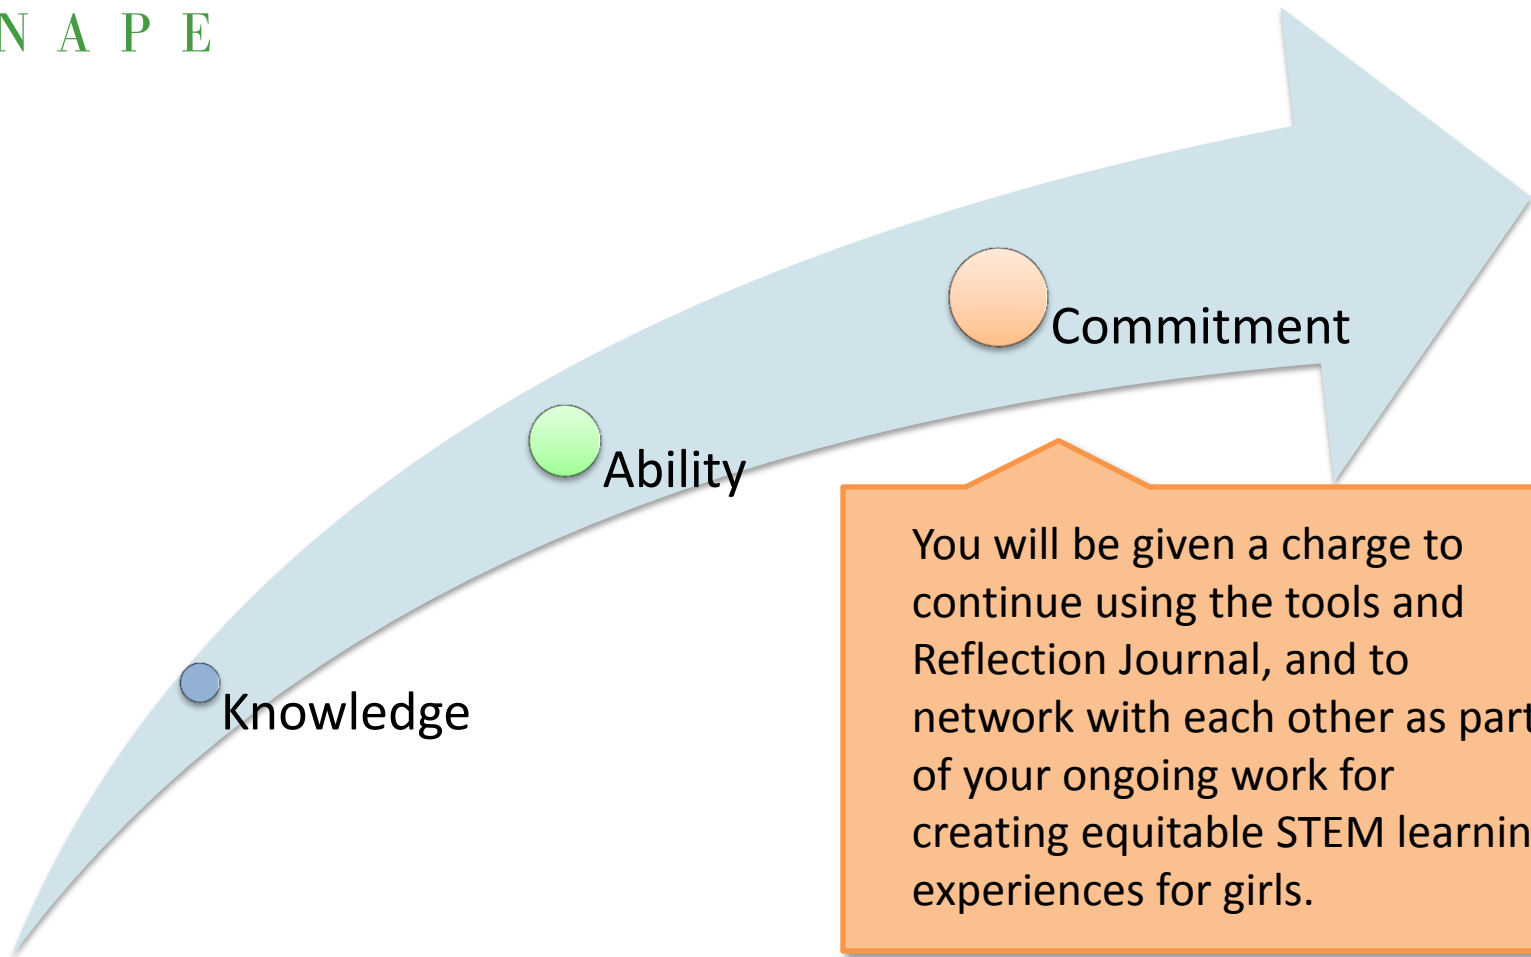 N A P E
Commitment
Ability
Knowledge
You will be given a charge to
continue using the tools and
Reflection Journal, and to
network with each other as part
of your ongoing work for
creating equitable STEM learnin
experiences for girls.